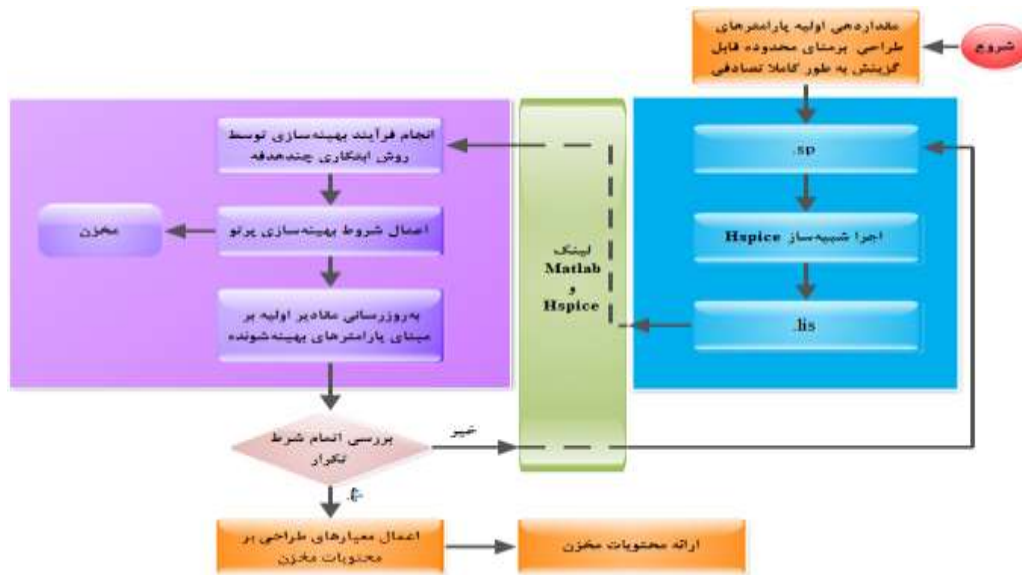 شروع
مقداردهی اولیه پارامترهای
طراحی برمبنای محدوده قابل
گزینش به طور کاملا تصادفی
.sp
اجرا شبیه‌ساز Hspice
.lis
لینک
Matlab
و
Hspice
انجام فرآیند بهینه‌سازی توسط
روش ابتکاری چندهدفه
اعمال شروط بهینه‌سازی پرتو
مخزن
به‌روزرسانی مقادیر اولیه بر
مبنای پارامترهای بهینه‌شونده
بررسی اتمام شرط
تکرار
خیر
اعمال معیارهای طراحی بر
محتویات مخزن
ارائه محتویات مخزن